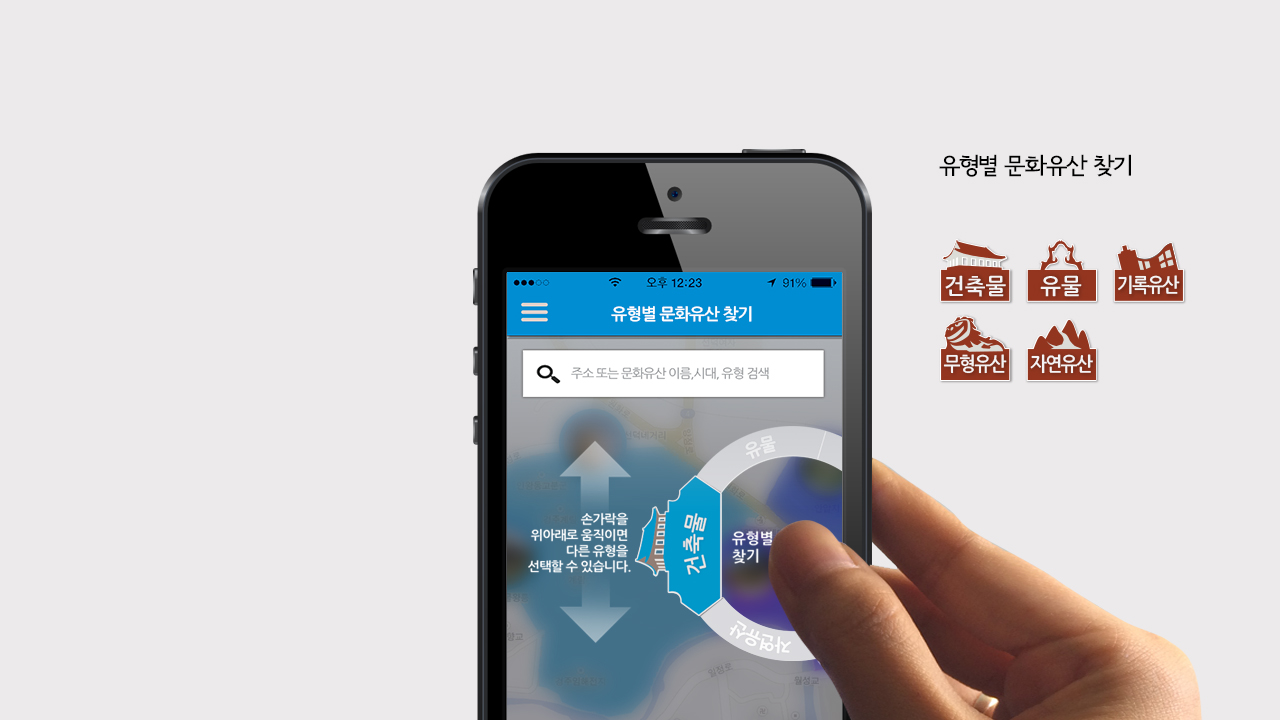 유형별 문화유산 찾기
건축물
유물
기록유산
무형유산
자연유산
오후 12:23
91%
유형별 문화유산 찾기
주소 또는 문화유산 이름,시대, 유형 검색
유물
손가락을
위아래로 움직이면
다른 유형을
선택할 수 있습니다.
건축물
유형별
찾기
자연유산
월성교